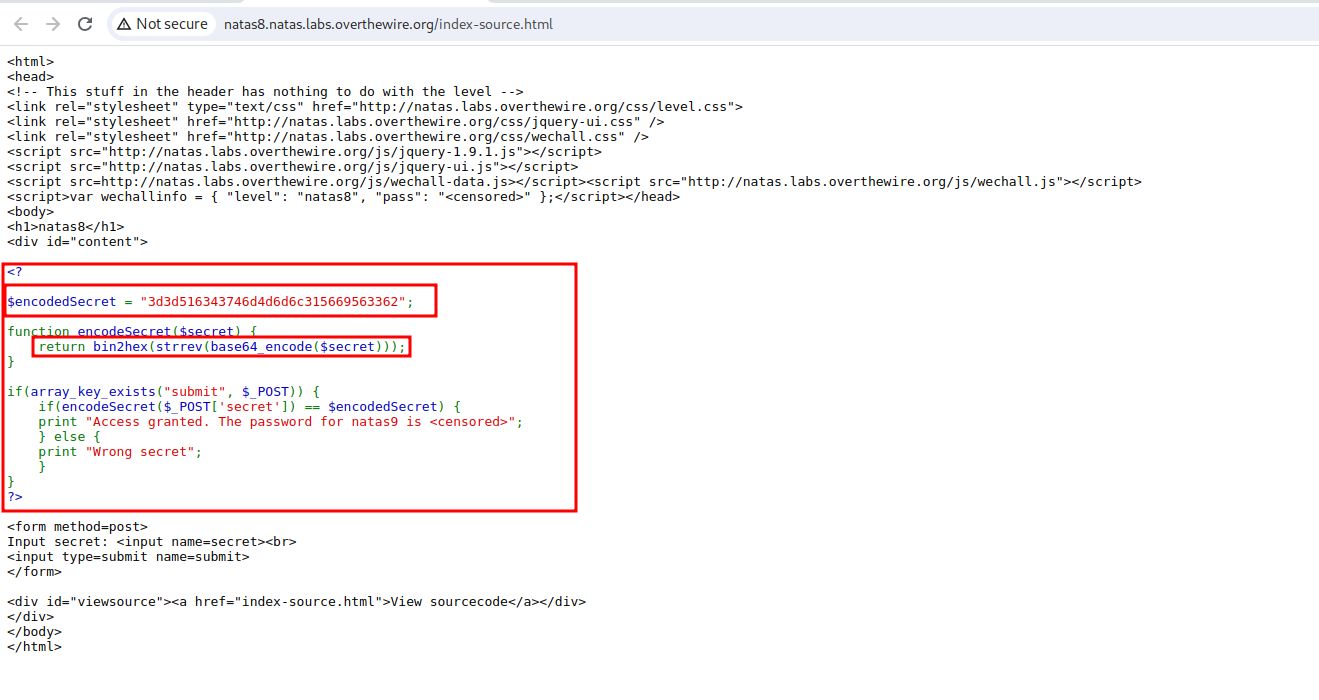 Not secure natas8.natas.labs.overthewire.org/index-source.html
<html>
<head>
<!-- This stuff in the header has nothing to do with the level -->
<link rel="stylesheet" type="text/css" href="http://natas.labs.overthewire.org/css/level.css">
<link rel="stylesheet" href="http://natas.labs.overthewire.org/css/jquery-ui.css" />
<link rel="stylesheet" href="http://natas.labs.overthewire.org/css/wechall.css" />
<script src="http://natas.labs.overthewire.org/js/jquery-1.9.1.js"></script>
<script src="http://natas.labs.overthewire.org/js/jquery-ui.js"></script>
<script src=http://natas.labs.overthewire.org/js/wechall-data.js></script><script src="http://natas.labs.overthewire.org/js/wechall.js"></script>
<script>var wechallinfo = { "level": "natas8", "pass": "<censored>" };</script></head>
<body>
<h1>natas8</h1>
<div id="content">
<?
$encodedSecret = "3d3d516343746d4d6d6c315669563362";
function encodeSecret($secret) {
    return bin2hex(strrev(base64_encode($secret)));
}
if(array_key_exists("submit", $_POST)) {
    if(encodeSecret($_POST['secret']) == $encodedSecret) {
    print "Access granted. The password for natas9 is <censored>";
    } else {
    print "Wrong secret";
    }
}
?>
<form method=post>
Input secret: <input name=secret><br>
<input type=submit name=submit>
</form>
<div id="viewsource"><a href="index-source.html">View sourcecode</a></div>
</div>
</body>
</html>